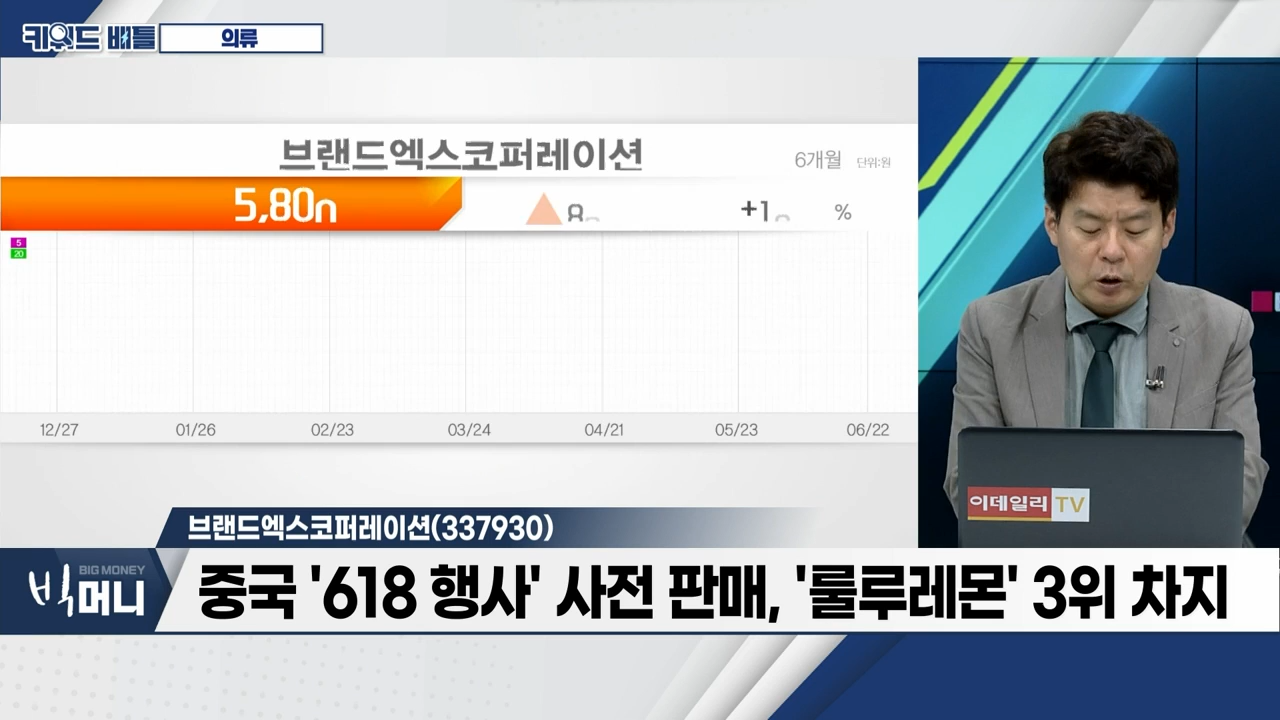 키워드 배틀
의류
브랜드엑스코퍼레이션
6개월 단위:원
%
5
20
12/27 01/26 02/23 03/24 04/21 05/23 06/22
이데일리 TV
브랜드엑스코퍼레이션(337930)
BIG MONEY
빅머니
중국 '618 행사' 사전 판매, '룰루레몬' 3위 차지